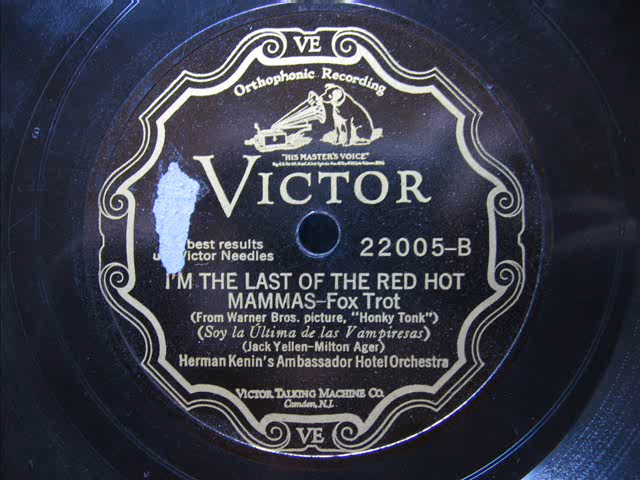 VE
Orthophonic Recording
"HIS MASTER'S VOICE"
VICTOR
best results
Victor Needles
22005-B
I'M THE LAST OF THE RED HOT
MAMMAS-Fox Trot
(From Warner Bros. picture, "Honky Tonk")
(Soy la Última de las Vampiresas)
(Jack Yellen-Milton Ager)
Herman Kenin's Ambassador Hotel Orchestra
VICTOR TALKING MACHINE CO.
Camden, N.J.
VE